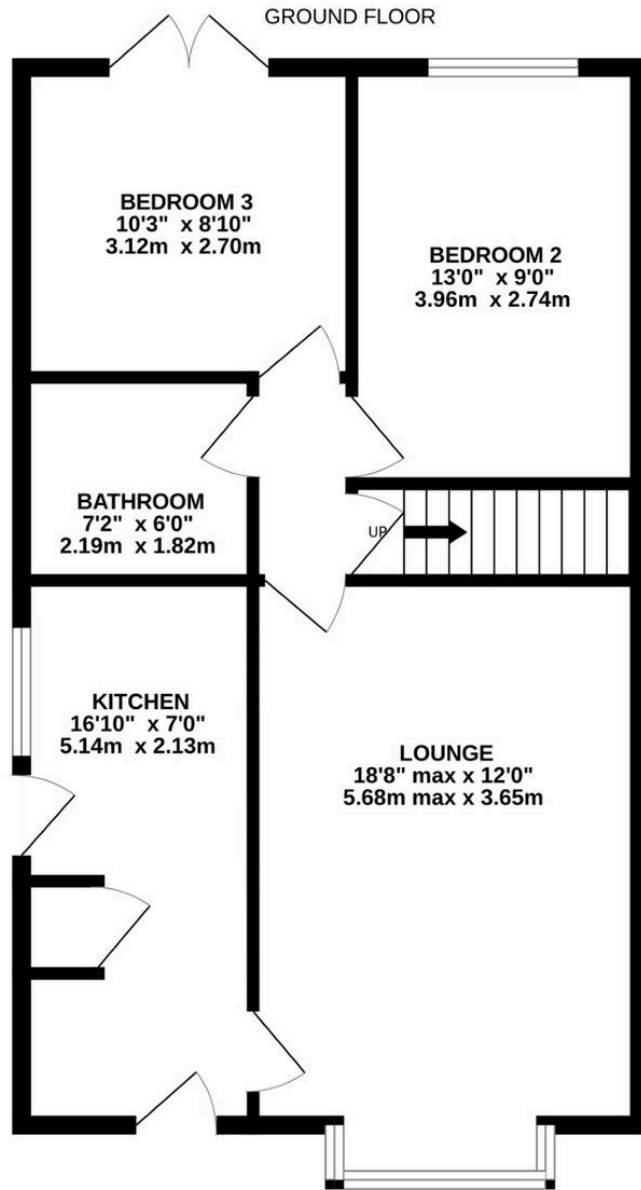 GROUND FLOOR
BEDROOM 3
10'3" x 8'10"
3.12m x 2.70m
BEDROOM 2
13'0" x 9'0"
3.96m x 2.74m
BATHROOM
7'2" x 6'0"
2.19m x 1.82m
UP
KITCHEN
16'10" x 7'0"
5.14m x 2.13m
LOUNGE
18'8" max x 12'0"
5.68m max x 3.65m